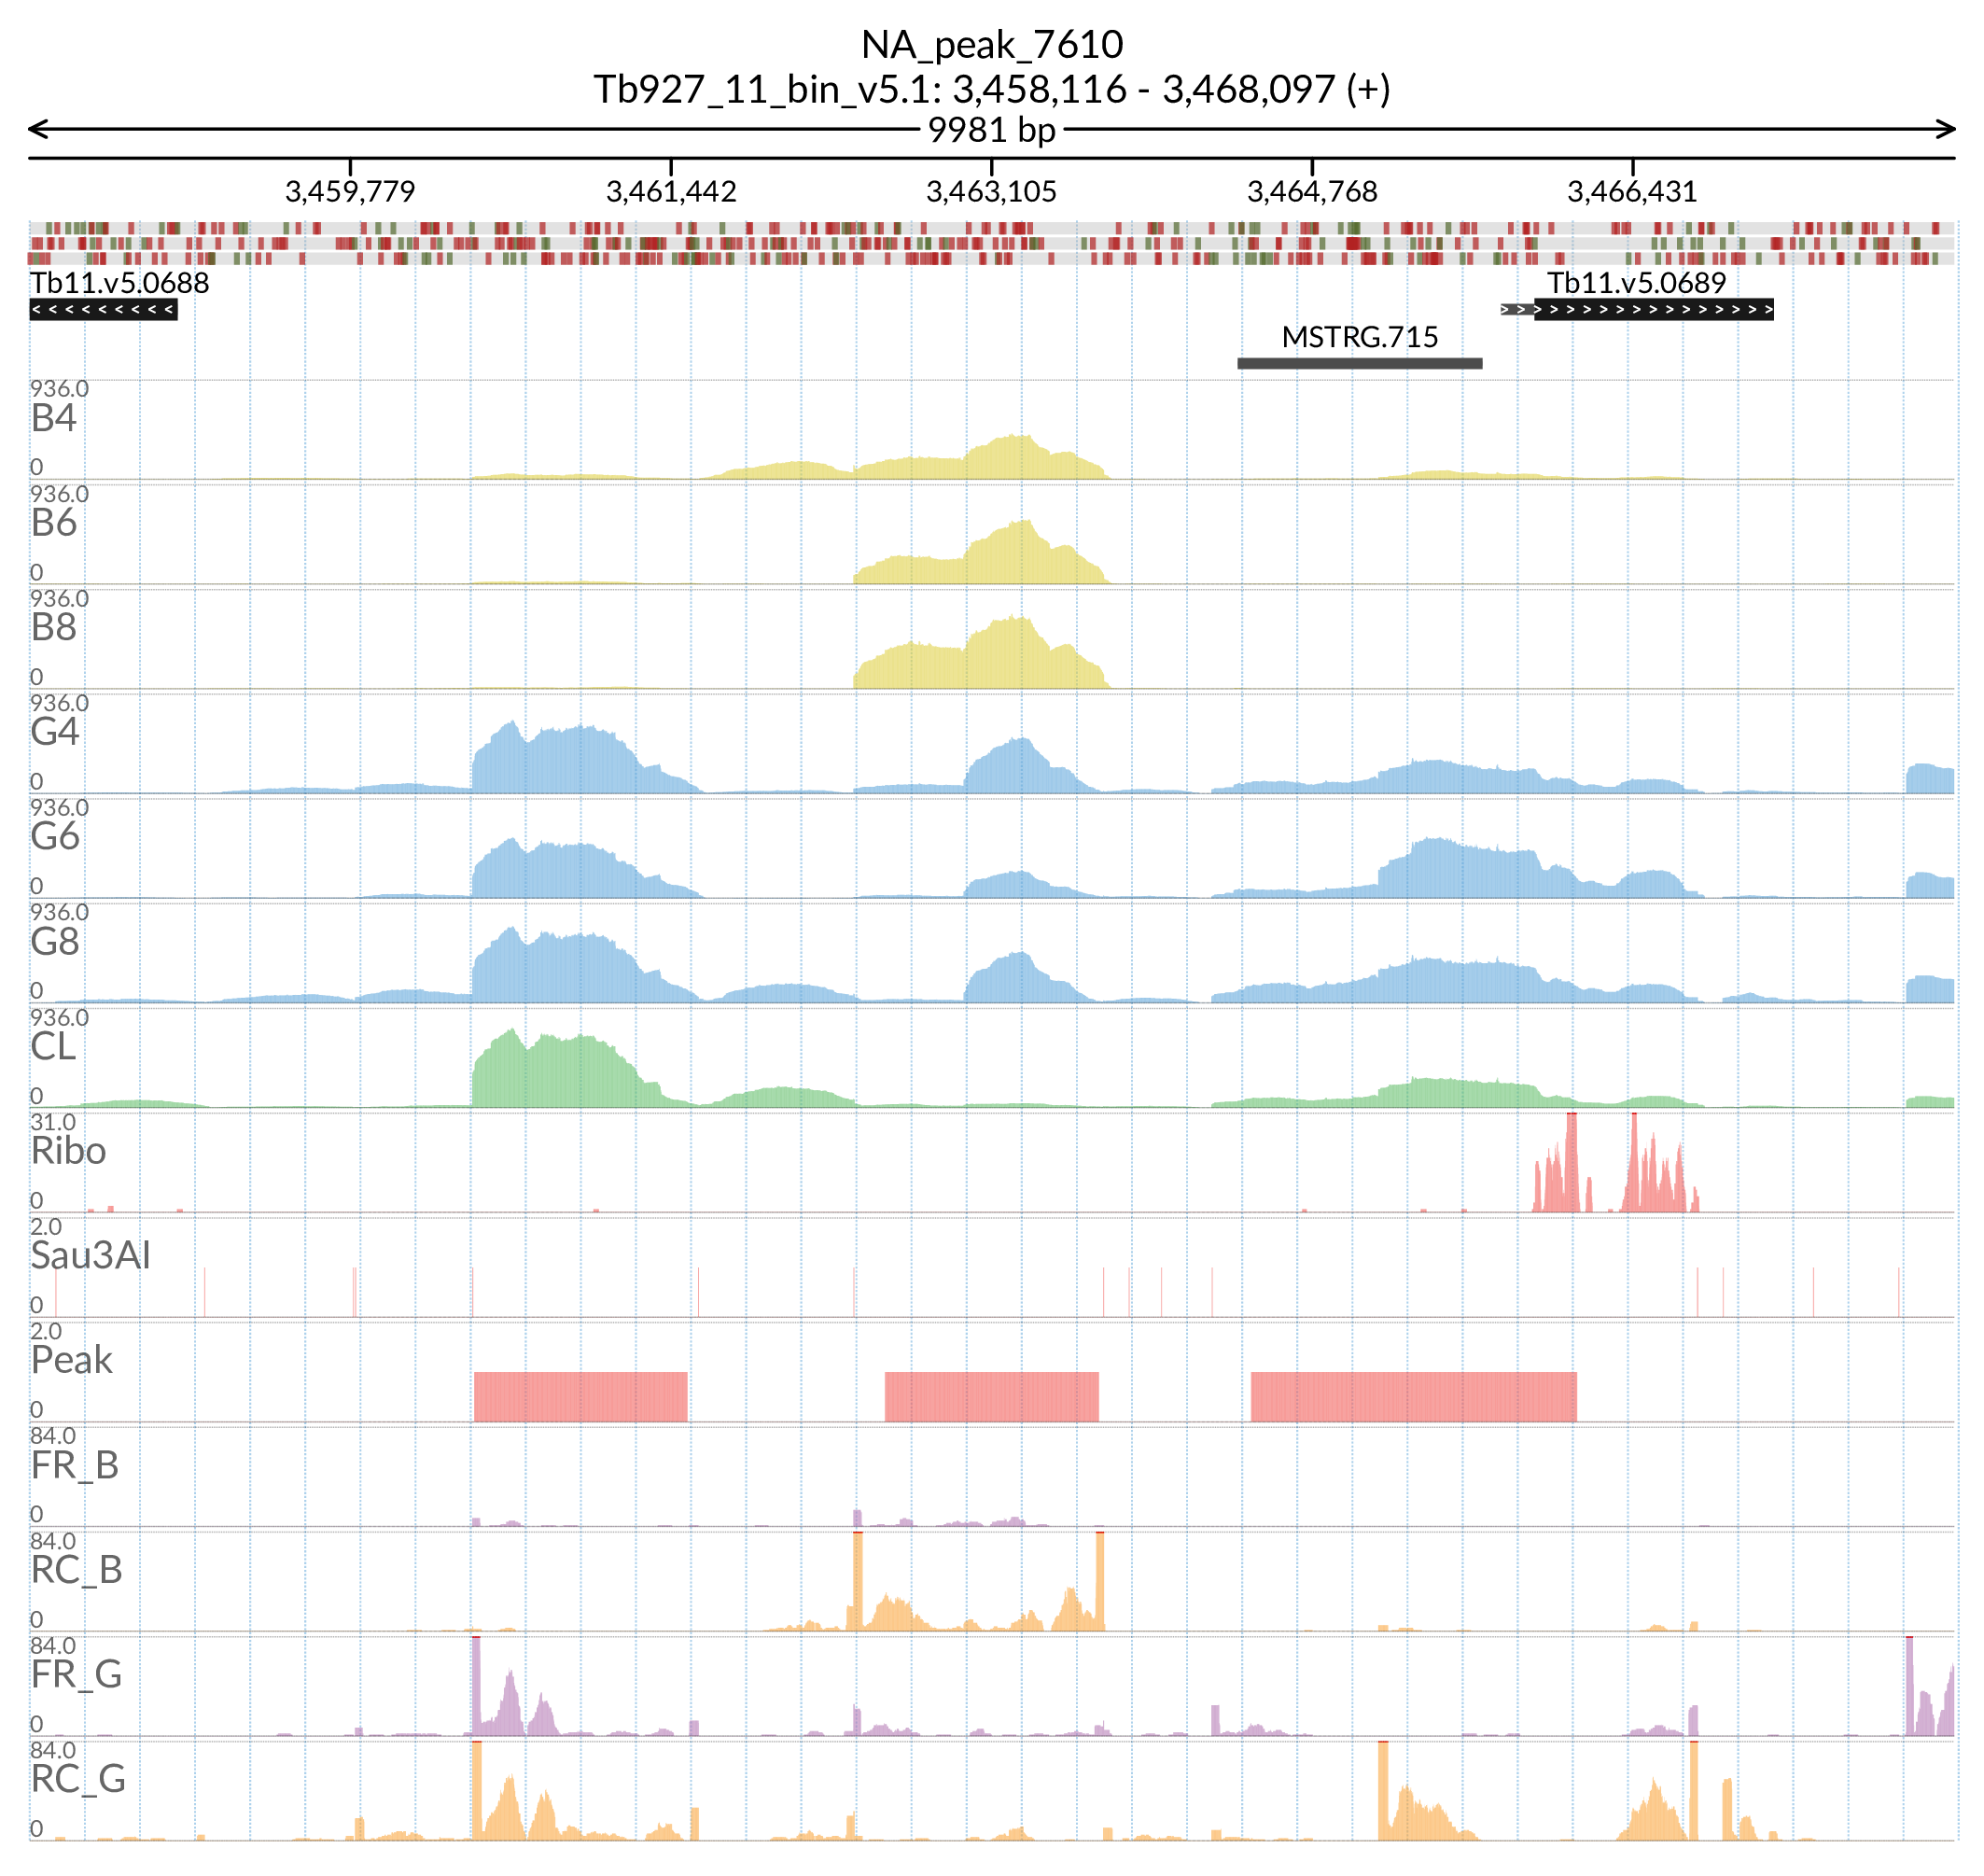 NA_peak_7610
Tb927_11_bin_v5.1: 3,458,116 - 3,468,097 (+)
9981 bp
3,459,779 3,461,442 3,463,105 3,464,768 3,466,431
Tb11.v5.0688 Tb11.v5.0689
MSTRG.715
936.0
B4
0
936.0
B6
0
936.0
B8
0
936.0
G4
0
936.0
G6
0
936.0
G8
0
936.0
CL
0
31.0
Ribo
0
2.0
Sau3AI
0
2.0
Peak
0
84.0
FR_B
0
84.0
RC_B
0
84.0
FR_G
0
84.0
RC_G
0